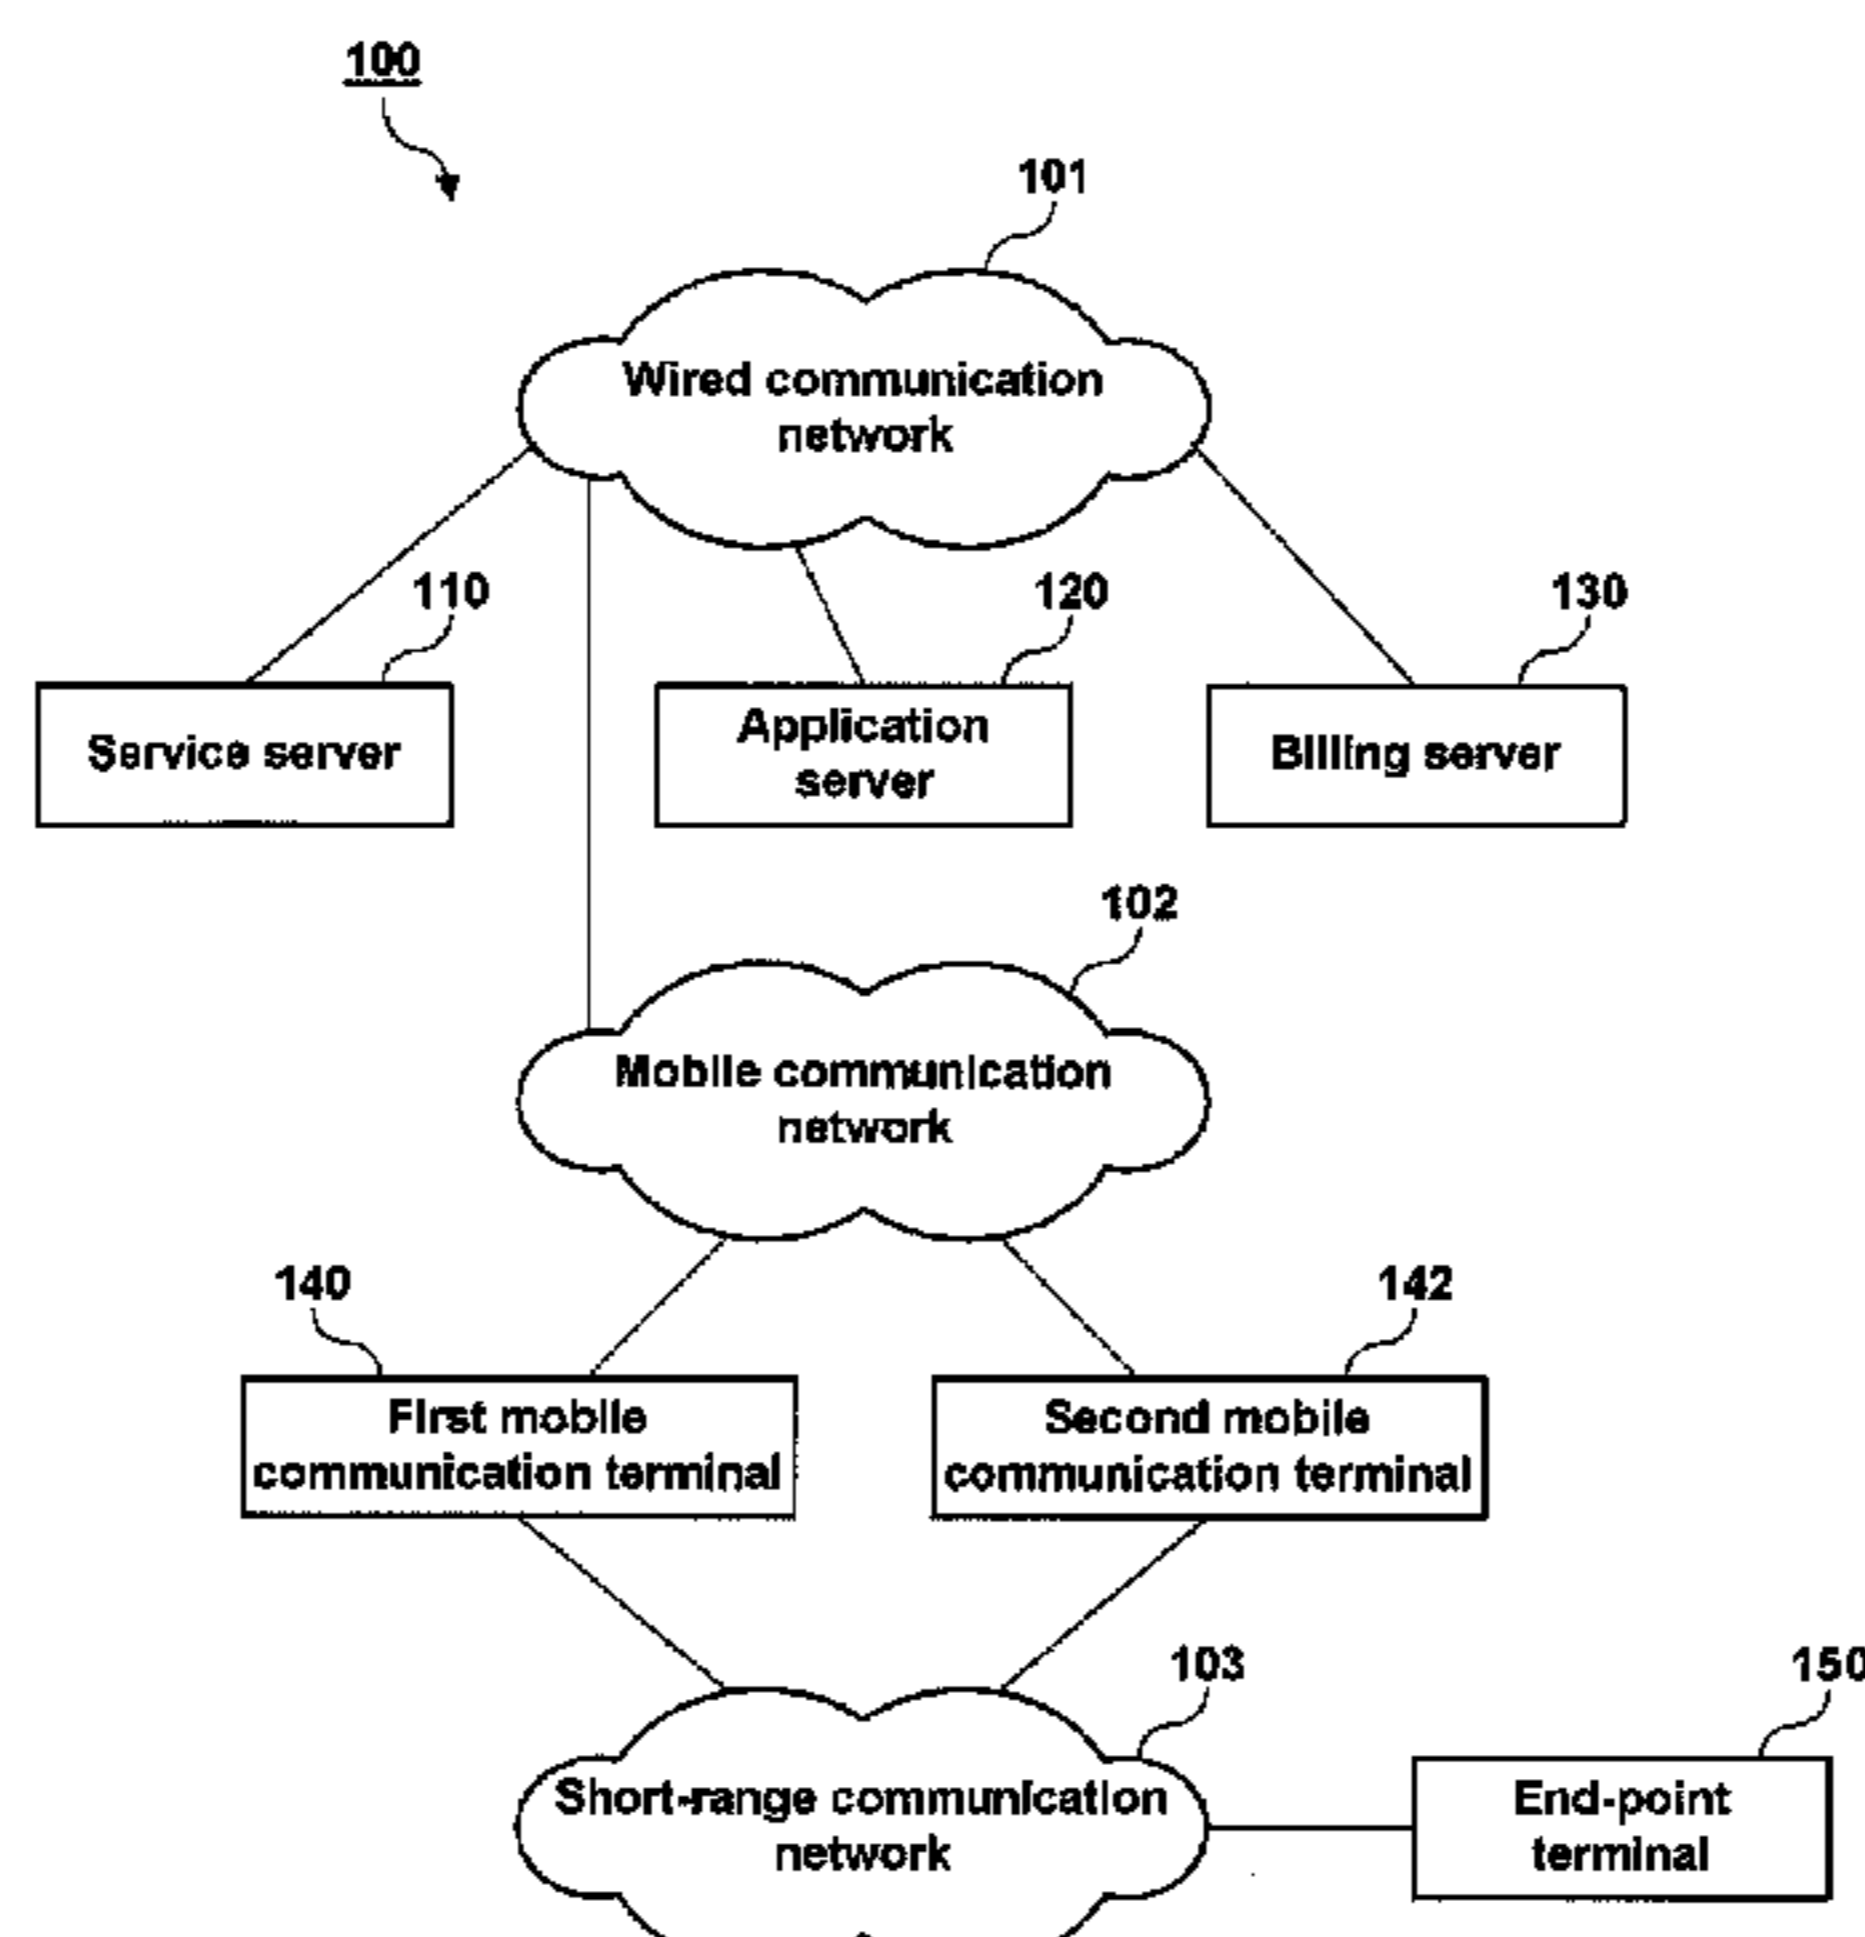 100
101
Wired communication
network
110
120
130
Service server
Application
server
Billing server
102
Mobile communication
network
140
142
First mobile
communication terminal
Second mobile
communication terminal
103
150
Short-range communication
network
End-point
terminal